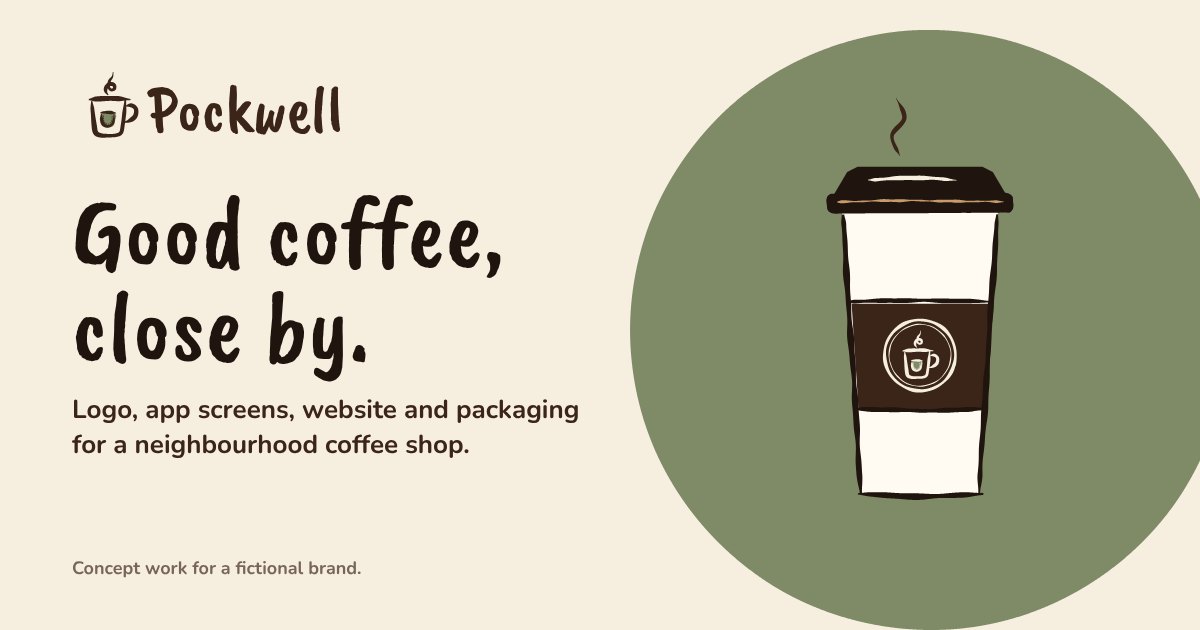 Pockwell
Good coffee,
close by.
Logo, app screens, website and packaging
for a neighbourhood coffee shop.
Concept work for a fictional brand.